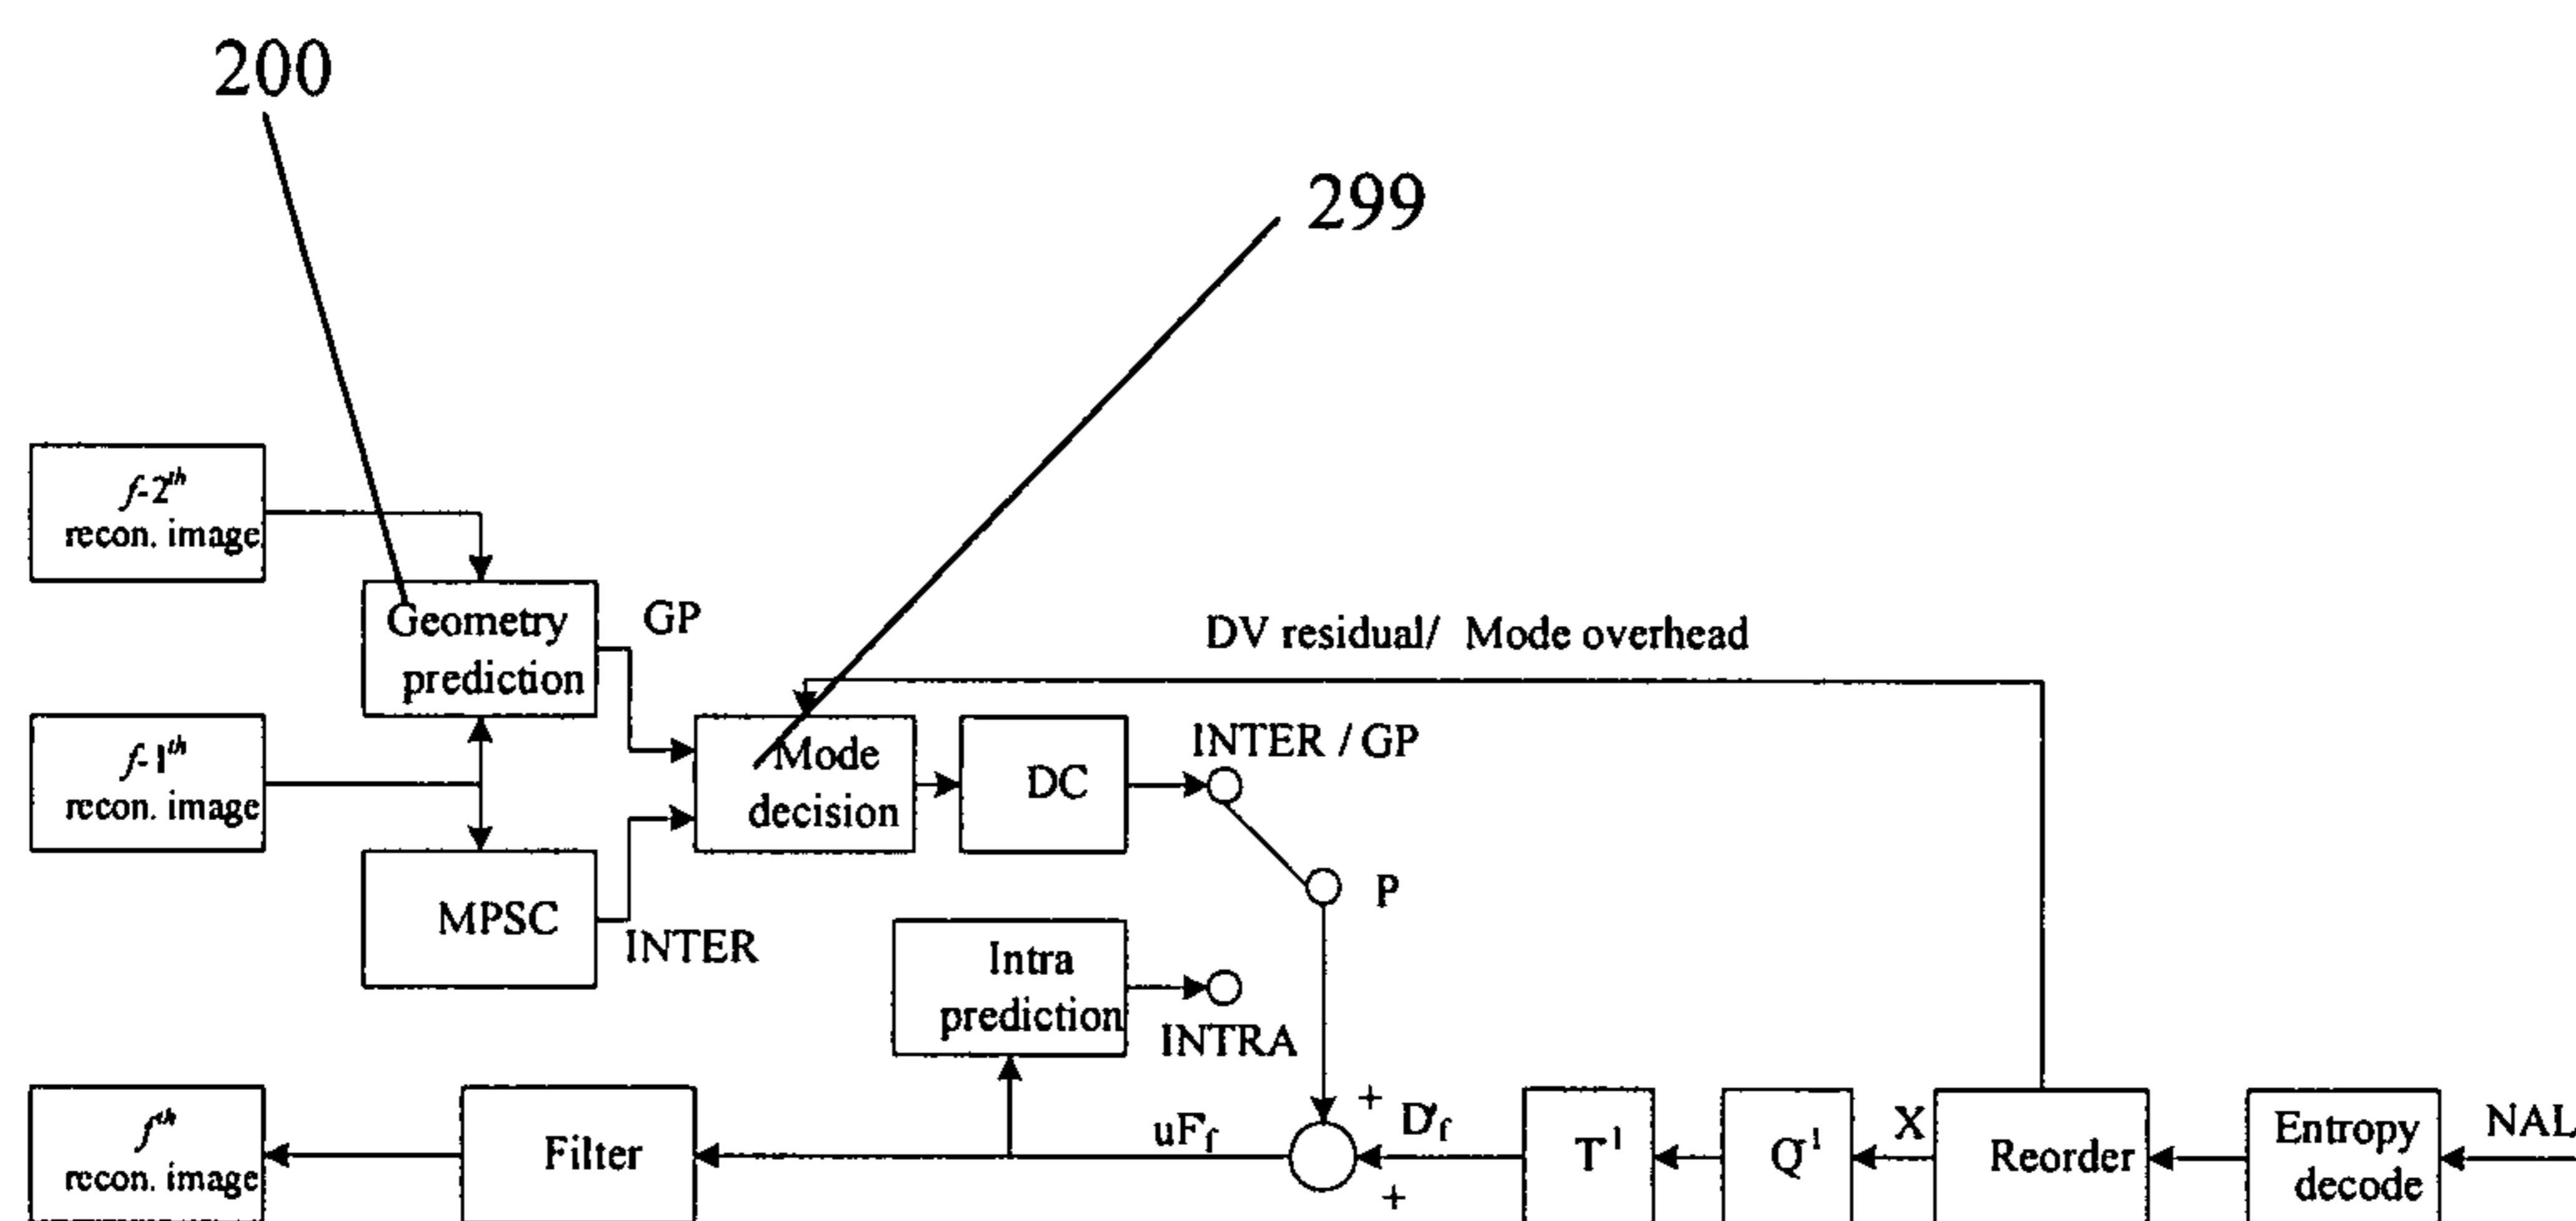 200
299
f-2th
recon. image
Geometry
prediction
GP
DV residual/ Mode overhead
f-1th
recon. image
Mode
decision
DC
INTER / GP
P
MPSC
INTER
Intra
prediction
INTRA
fth
recon. image
Filter
uF'f
+
D'f
+
T1
Q1
X
Reorder
Entropy
decode
NAL